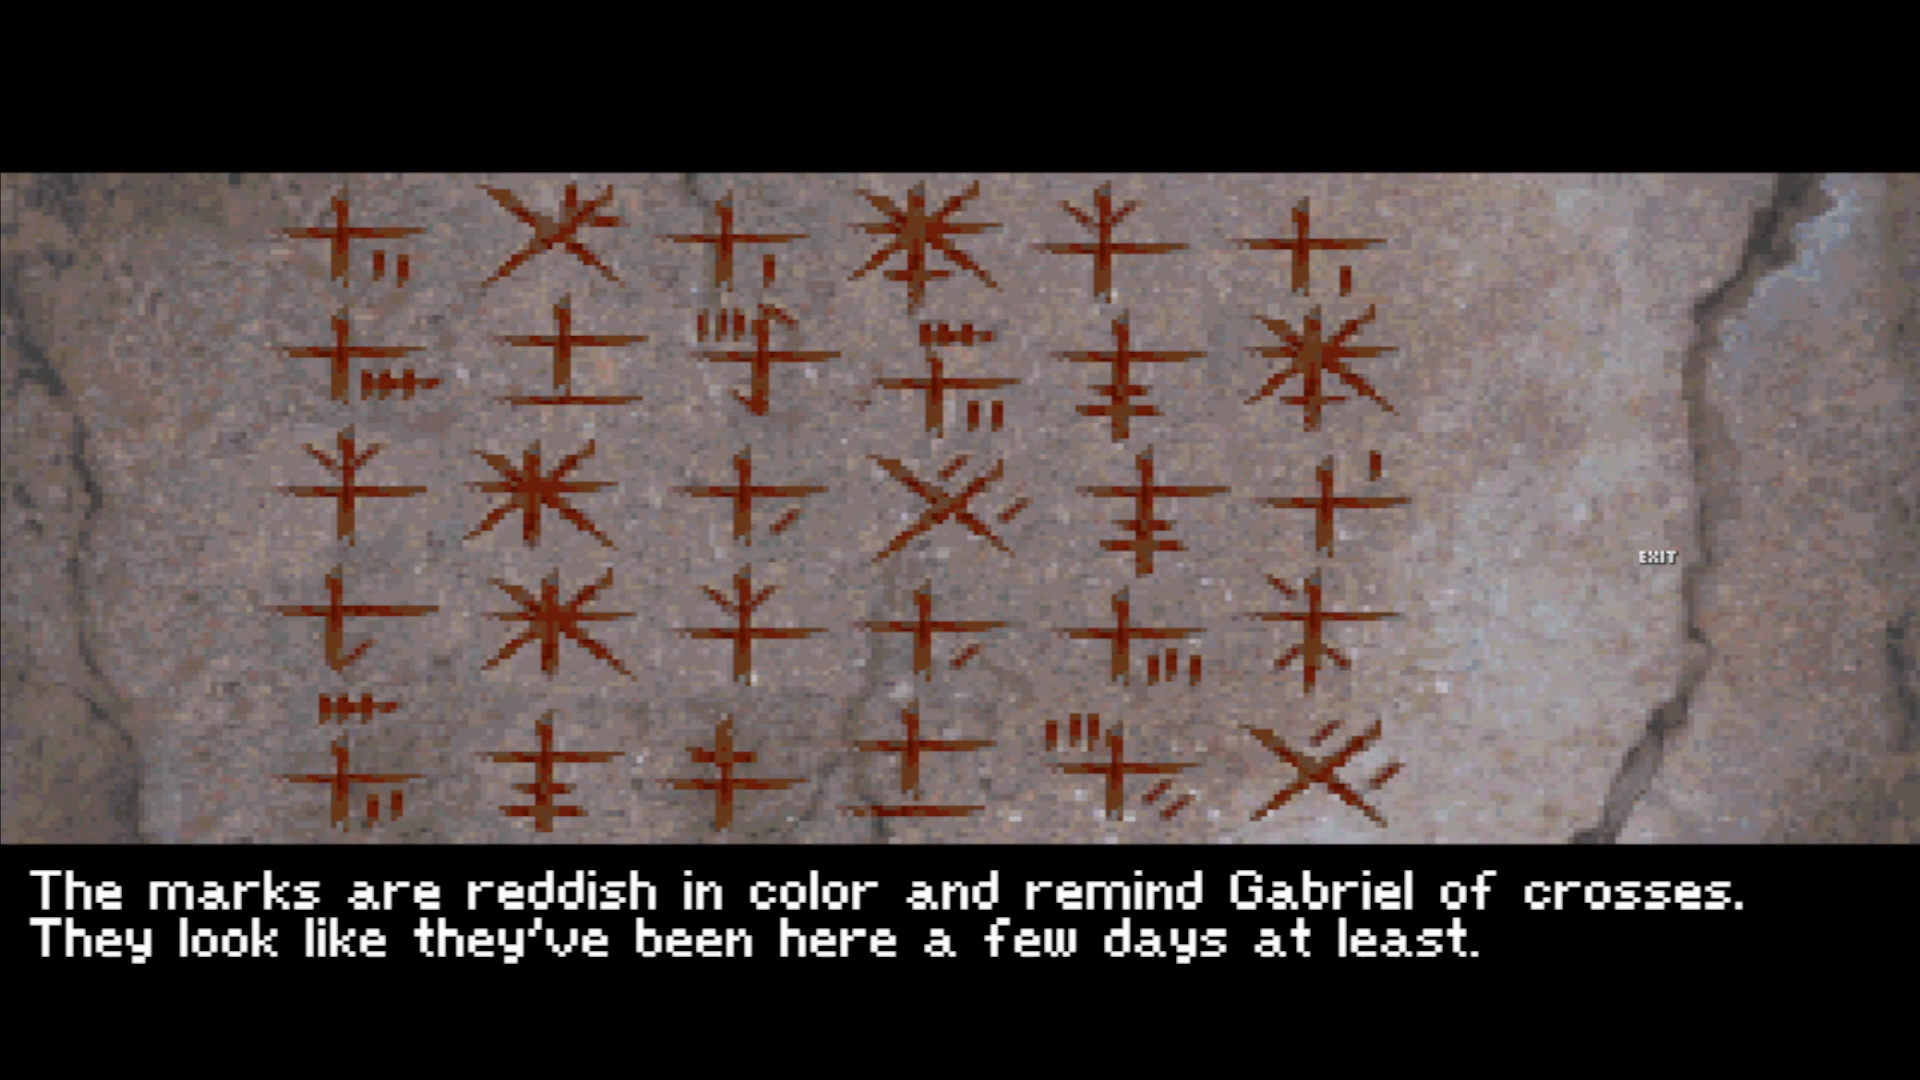 EXIT
The marks are reddish in color and remind Gabriel of crosses.
They look like they've been here a few days at least.